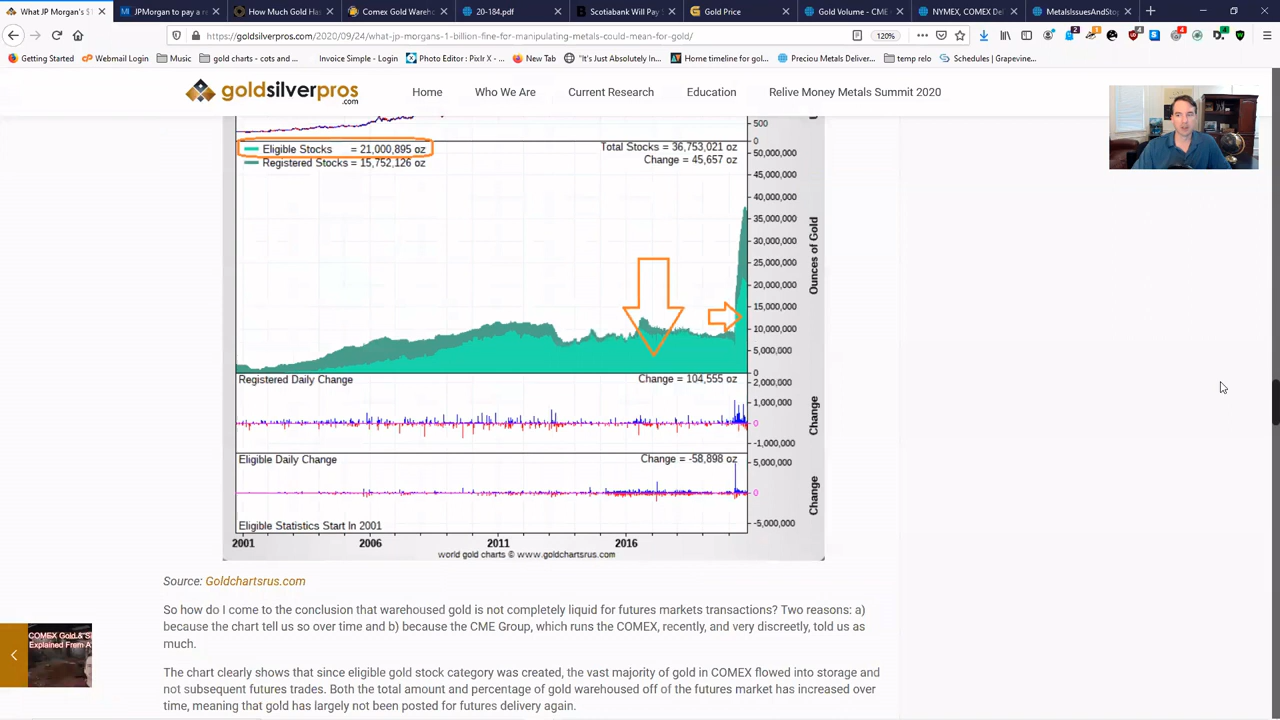 What JP Morgan's $
JPMorgan to pay a re
How Much Gold Has
Comex Gold Wareho
20-184.pdf
Scotiabank Will Pay
Gold Price
Gold Volume - CME
NYMEX, COMEX De
MetalsIssuesAndStop
https://goldsilverpros.com/2020/09/24/what-jp-morgans-1-billion-fine-for-manipulating-metals-could-mean-for-gold/
120%
Getting Started
Webmail Login
Music
gold charts - cots and ...
Invoice Simple - Login
Photo Editor : Pixlr X - ...
New Tab
"It's Just Absolutely In...
Home timeline for gol...
Preciou Metals Deliver...
temp relo
Schedules | Grapevine...
goldsilverpros
.com
Home
Who We Are
Current Research
Education
Relive Money Metals Summit 2020
500
0
Eligible Stocks = 21,000,895 oz
Registered Stocks = 15,752,126 oz
Total Stocks = 36,753,021 oz
Change = 45,657 oz
50,000,000
45,000,000
40,000,000
35,000,000
30,000,000
25,000,000
20,000,000
15,000,000
10,000,000
5,000,000
0
Ounces of Gold
Registered Daily Change
Change = 104,555 oz
2,000,000
1,000,000
0
-1,000,000
Change
Eligible Daily Change
Change = -58,898 oz
5,000,000
0
-5,000,000
Change
Eligible Statistics Start In 2001
2001
2006
2011
2016
world gold charts © www.goldchartsrus.com
Source: Goldchartsrus.com
So how do I come to the conclusion that warehoused gold is not completely liquid for futures markets transactions? Two reasons: a)
because the chart tell us so over time and b) because the CME Group, which runs the COMEX, recently, and very discreetly, told us as
much.
COMEX Gold & Si
Explained From A
The chart clearly shows that since eligible gold stock category was created, the vast majority of gold in COMEX flowed into storage and
not subsequent futures trades. Both the total amount and percentage of gold warehoused off of the futures market has increased over
time, meaning that gold has largely not been posted for futures delivery again.